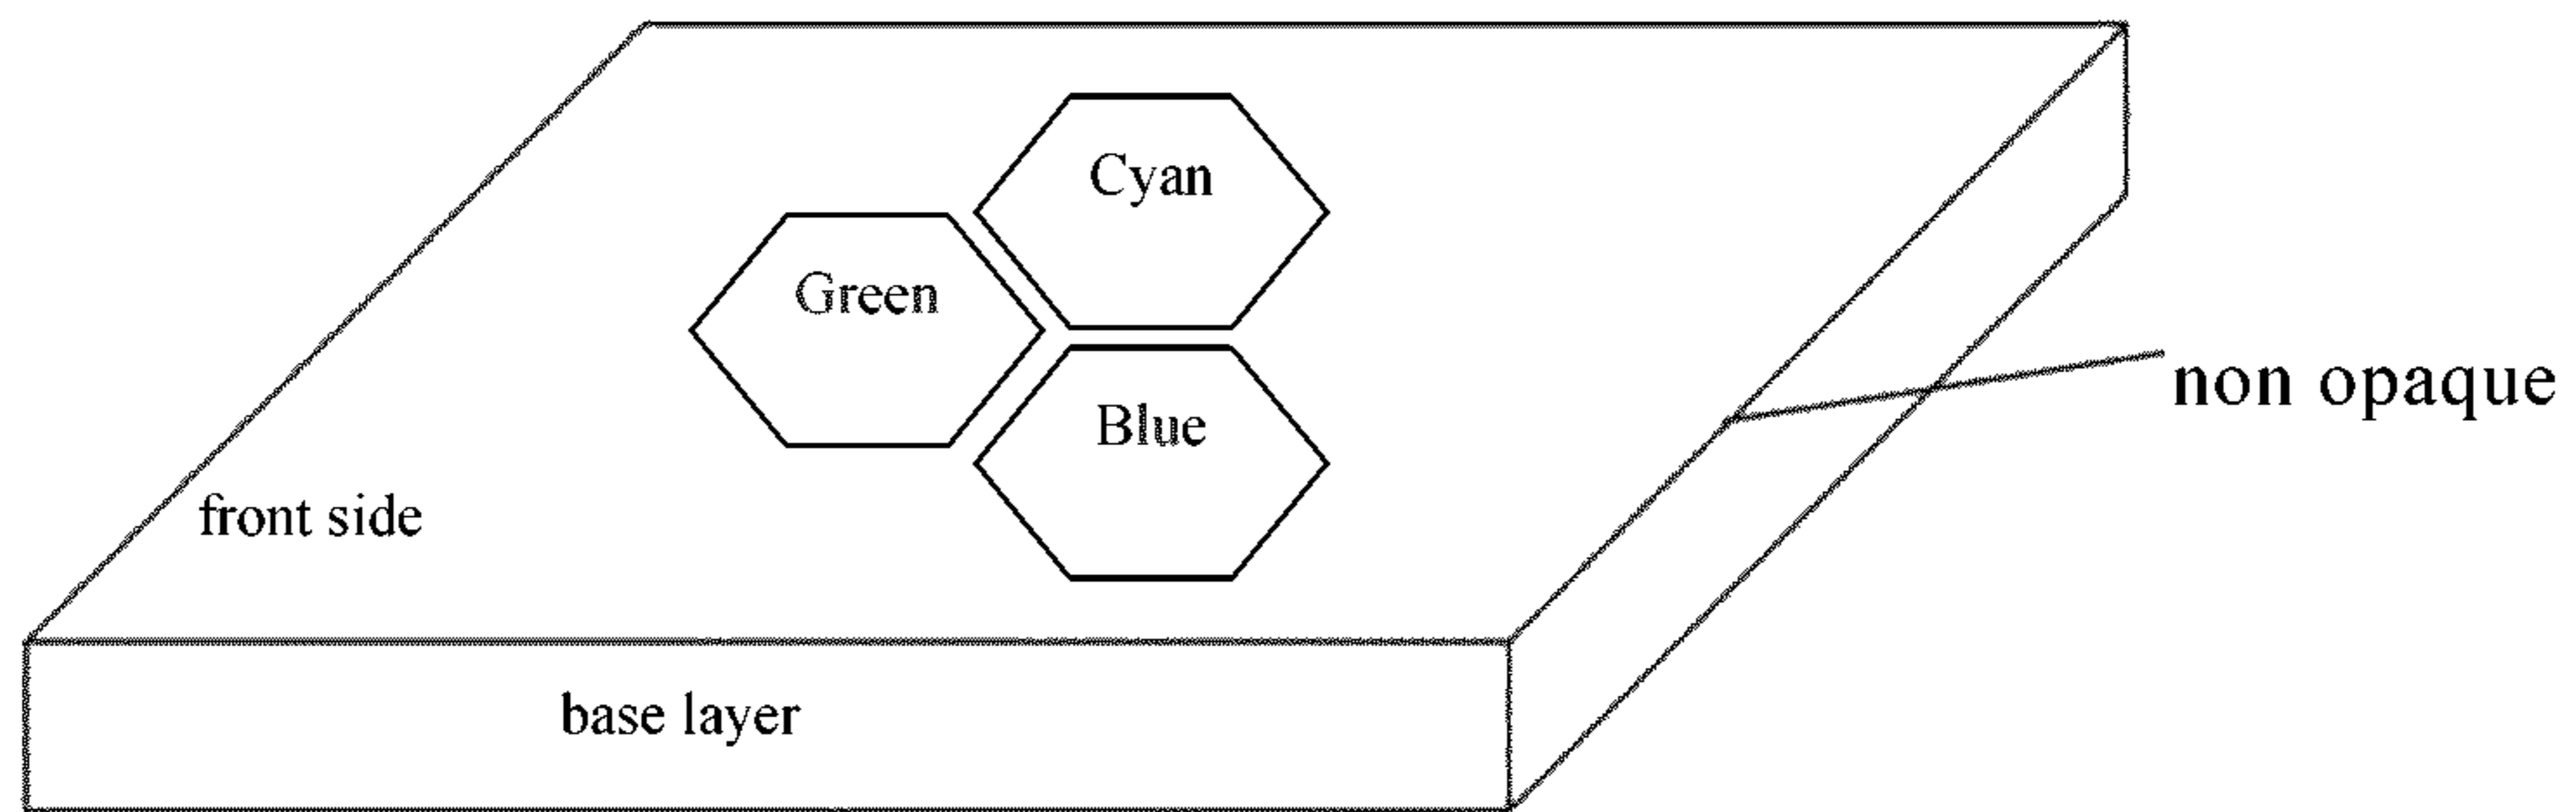 Cyan
Green
non opaque
Blue
front side
base layer